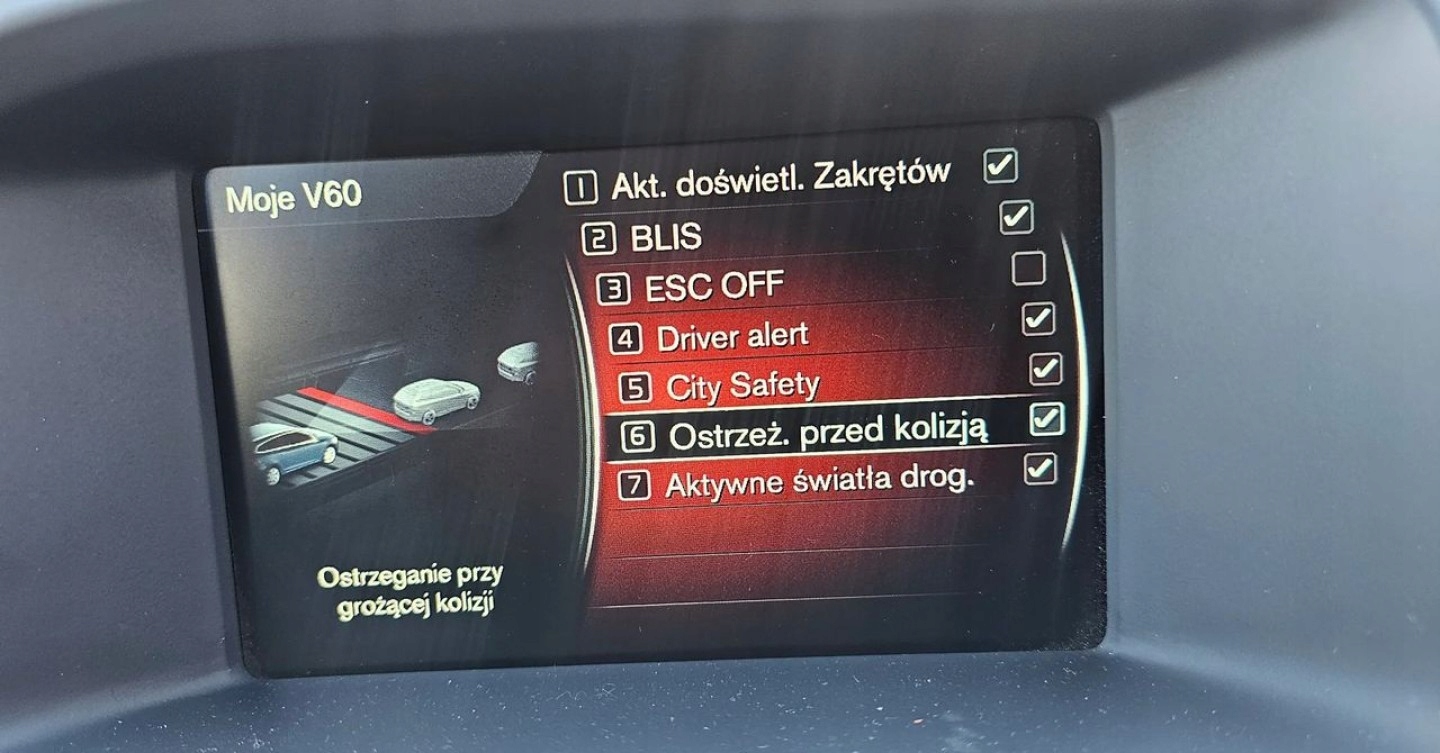 Moje V60
1 Akt. doświetl. Zakrętów
2 BLIS
3 ESC OFF
4 Driver alert
5 City Safety
6 Ostrzeż. przed kolizją
7 Aktywne światła drog.
Ostrzeganie przy
grożącej kolizji